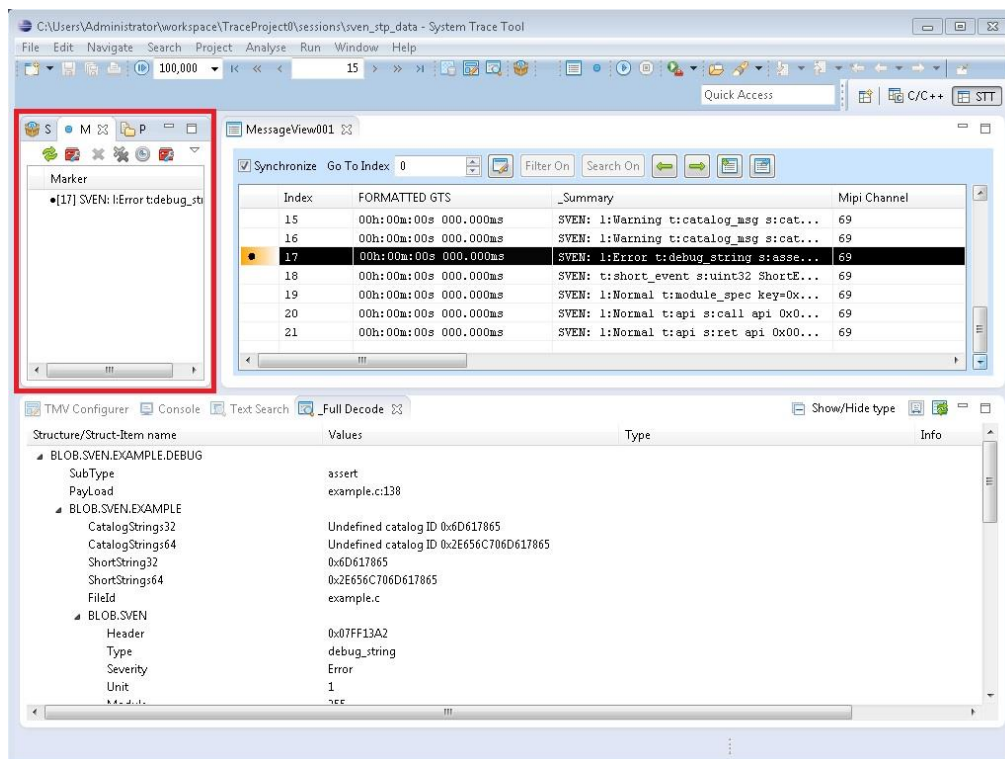 C:\Users\Administrator\workspace\TraceProject0\sessions\sven_stp_data - System Trace Tool
File Edit Navigate Search Project Analyse Run Window Help
100,000 15
Quick Access C/C++ STT
S M P
Marker
[17] SVEN: l:Error t:debug_stri
MessageView001
Synchronize Go To Index 0 Filter On Search On
Index FORMATTED GTS _Summary Mipi Channel
15 00h:00m:00s 000.000ms SVEN: l:Warning t:catalog_msg s:cat... 69
16 00h:00m:00s 000.000ms SVEN: l:Warning t:catalog_msg s:cat... 69
17 00h:00m:00s 000.000ms SVEN: l:Error t:debug_string s:asse... 69
18 00h:00m:00s 000.000ms SVEN: t:short_event s:uint32 ShortE... 69
19 00h:00m:00s 000.000ms SVEN: l:Normal t:module_spec key=0x... 69
20 00h:00m:00s 000.000ms SVEN: l:Normal t:api s:call api 0x0... 69
21 00h:00m:00s 000.000ms SVEN: l:Normal t:api s:ret api 0x00... 69
TMV Configurer Console Text Search _Full Decode Show/Hide type
Structure/Struct-Item name Values Type Info
BLOB.SVEN.EXAMPLE.DEBUG
SubType assert
PayLoad example.c:138
BLOB.SVEN.EXAMPLE
CatalogStrings32 Undefined catalog ID 0x6D617865
CatalogStrings64 Undefined catalog ID 0x2E656C706D617865
ShortString32 0x6D617865
ShortStrings64 0x2E656C706D617865
FileId example.c
BLOB.SVEN
Header 0x07FF13A2
Type debug_string
Severity Error
Unit 1
Module 255